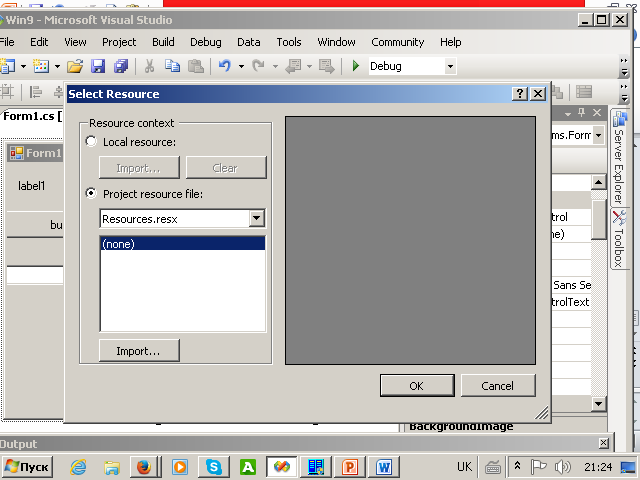 Win9 - Microsoft Visual Studio
File Edit View Project Build Debug Data Tools Window Community Help
Debug
Form1.cs [
Select Resource
Resource context
Local resource:
Import... Clear
Project resource file:
Resources.resx
(none)
Import...
OK Cancel
Form1
label1
bu
ms.Form
trol
e)
Sans Se
trolText
BackgroundImage
Server Explorer
Toolbox
Output
Пуск
UK
21:24